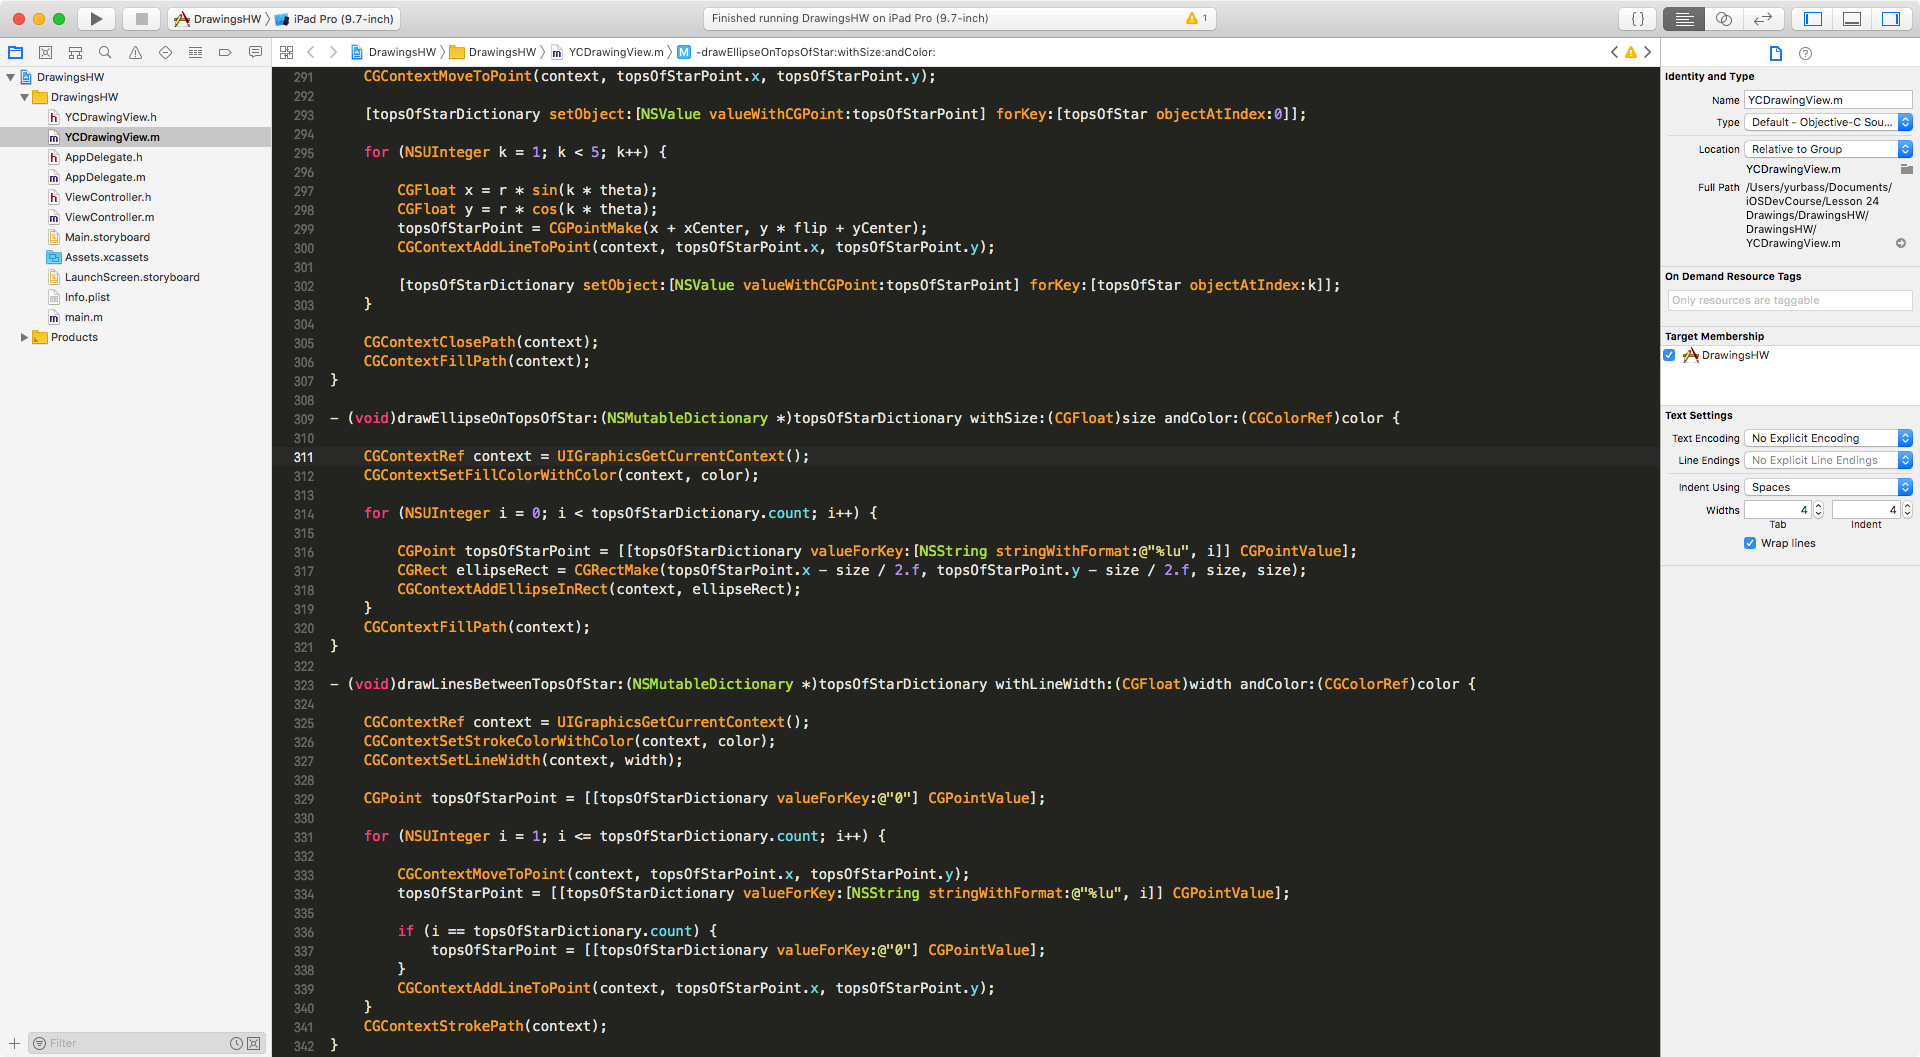 DrawingsHW
iPad Pro (9.7-inch)
Finished running DrawingsHW on iPad Pro (9.7-inch)
1
{ }
DrawingsHW
DrawingsHW
YCDrawingView.h
YCDrawingView.m
AppDelegate.h
AppDelegate.m
ViewController.h
ViewController.m
Main.storyboard
Assets.xcassets
LaunchScreen.storyboard
Info.plist
main.m
Products
Filter
DrawingsHW
DrawingsHW
YCDrawingView.m
M -drawEllipseOnTopsOfStar:withSize:andColor:
291 CGContextMoveToPoint(context, topsOfStarPoint.x, topsOfStarPoint.y);
292
293 [topsOfStarDictionary setObject:[NSValue valueWithCGPoint:topsOfStarPoint] forKey:[topsOfStar objectAtIndex:0]];
294
295 for (NSUInteger k = 1; k < 5; k++) {
296
297 CGFloat x = r * sin(k * theta);
298 CGFloat y = r * cos(k * theta);
299 topsOfStarPoint = CGPointMake(x + xCenter, y * flip + yCenter);
300 CGContextAddLineToPoint(context, topsOfStarPoint.x, topsOfStarPoint.y);
301
302 [topsOfStarDictionary setObject:[NSValue valueWithCGPoint:topsOfStarPoint] forKey:[topsOfStar objectAtIndex:k]];
303 }
304
305 CGContextClosePath(context);
306 CGContextFillPath(context);
307 }
308
309 - (void)drawEllipseOnTopsOfStar:(NSMutableDictionary *)topsOfStarDictionary withSize:(CGFloat)size andColor:(CGColorRef)color {
310
311 CGContextRef context = UIGraphicsGetCurrentContext();
312 CGContextSetFillColorWithColor(context, color);
313
314 for (NSUInteger i = 0; i < topsOfStarDictionary.count; i++) {
315
316 CGPoint topsOfStarPoint = [[topsOfStarDictionary valueForKey:[NSString stringWithFormat:@"%lu", i]] CGPointValue];
317 CGRect ellipseRect = CGRectMake(topsOfStarPoint.x - size / 2.f, topsOfStarPoint.y - size / 2.f, size, size);
318 CGContextAddEllipseInRect(context, ellipseRect);
319 }
320 CGContextFillPath(context);
321 }
322
323 - (void)drawLinesBetweenTopsOfStar:(NSMutableDictionary *)topsOfStarDictionary withLineWidth:(CGFloat)width andColor:(CGColorRef)color {
324
325 CGContextRef context = UIGraphicsGetCurrentContext();
326 CGContextSetStrokeColorWithColor(context, color);
327 CGContextSetLineWidth(context, width);
328
329 CGPoint topsOfStarPoint = [[topsOfStarDictionary valueForKey:@"0"] CGPointValue];
330
331 for (NSUInteger i = 1; i <= topsOfStarDictionary.count; i++) {
332
333 CGContextMoveToPoint(context, topsOfStarPoint.x, topsOfStarPoint.y);
334 topsOfStarPoint = [[topsOfStarDictionary valueForKey:[NSString stringWithFormat:@"%lu", i]] CGPointValue];
335
336 if (i == topsOfStarDictionary.count) {
337 topsOfStarPoint = [[topsOfStarDictionary valueForKey:@"0"] CGPointValue];
338 }
339 CGContextAddLineToPoint(context, topsOfStarPoint.x, topsOfStarPoint.y);
340 }
341 CGContextStrokePath(context);
342 }
Identity and Type
Name YCDrawingView.m
Type Default - Objective-C Sou...
Location Relative to Group
YCDrawingView.m
Full Path /Users/yurbass/Documents/
iOSDevCourse/Lesson 24
Drawings/DrawingsHW/
DrawingsHW/
YCDrawingView.m
On Demand Resource Tags
Only resources are taggable
Target Membership
DrawingsHW
Text Settings
Text Encoding No Explicit Encoding
Line Endings No Explicit Line Endings
Indent Using Spaces
Widths 4 4
Tab Indent
Wrap lines